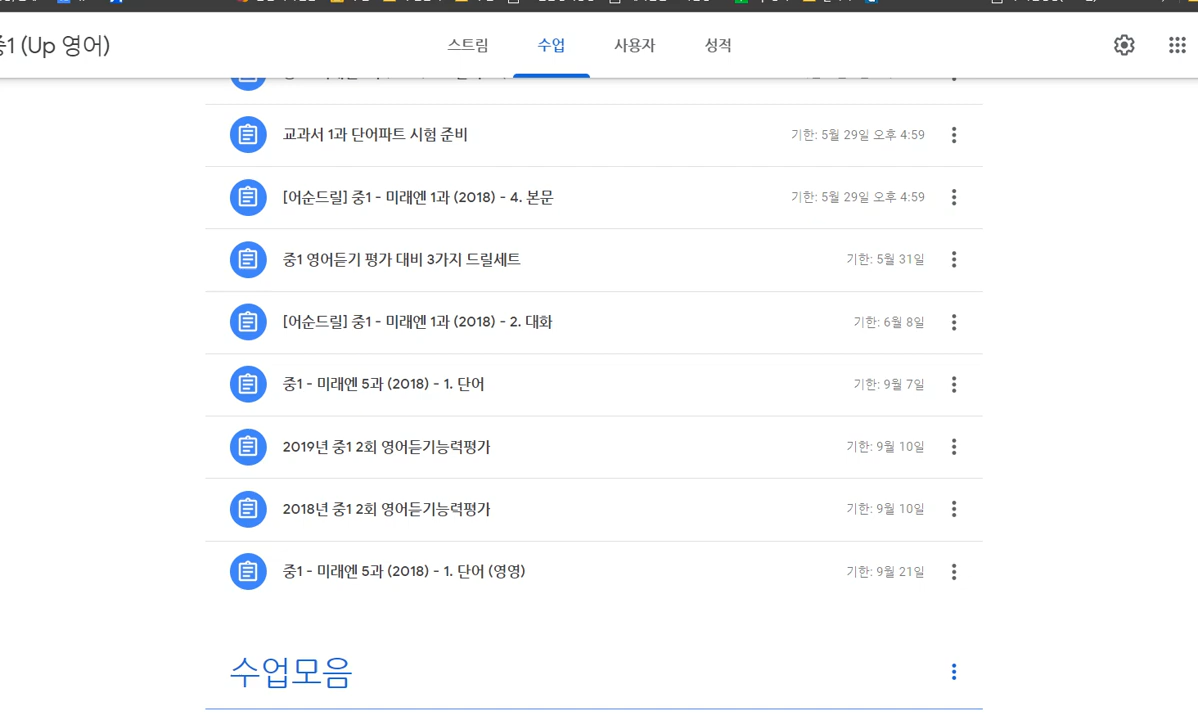 중1 (Up 영어)
스트림 수업 사용자 성적
교과서 1과 단어파트 시험 준비 기한: 5월 29일 오후 4:59
[어순드릴] 중1 - 미래엔 1과 (2018) - 4. 본문 기한: 5월 29일 오후 4:59
중1 영어듣기 평가 대비 3가지 드릴세트 기한: 5월 31일
[어순드릴] 중1 - 미래엔 1과 (2018) - 2. 대화 기한: 6월 8일
중1 - 미래엔 5과 (2018) - 1. 단어 기한: 9월 7일
2019년 중1 2회 영어듣기능력평가 기한: 9월 10일
2018년 중1 2회 영어듣기능력평가 기한: 9월 10일
중1 - 미래엔 5과 (2018) - 1. 단어 (영영) 기한: 9월 21일
수업모음